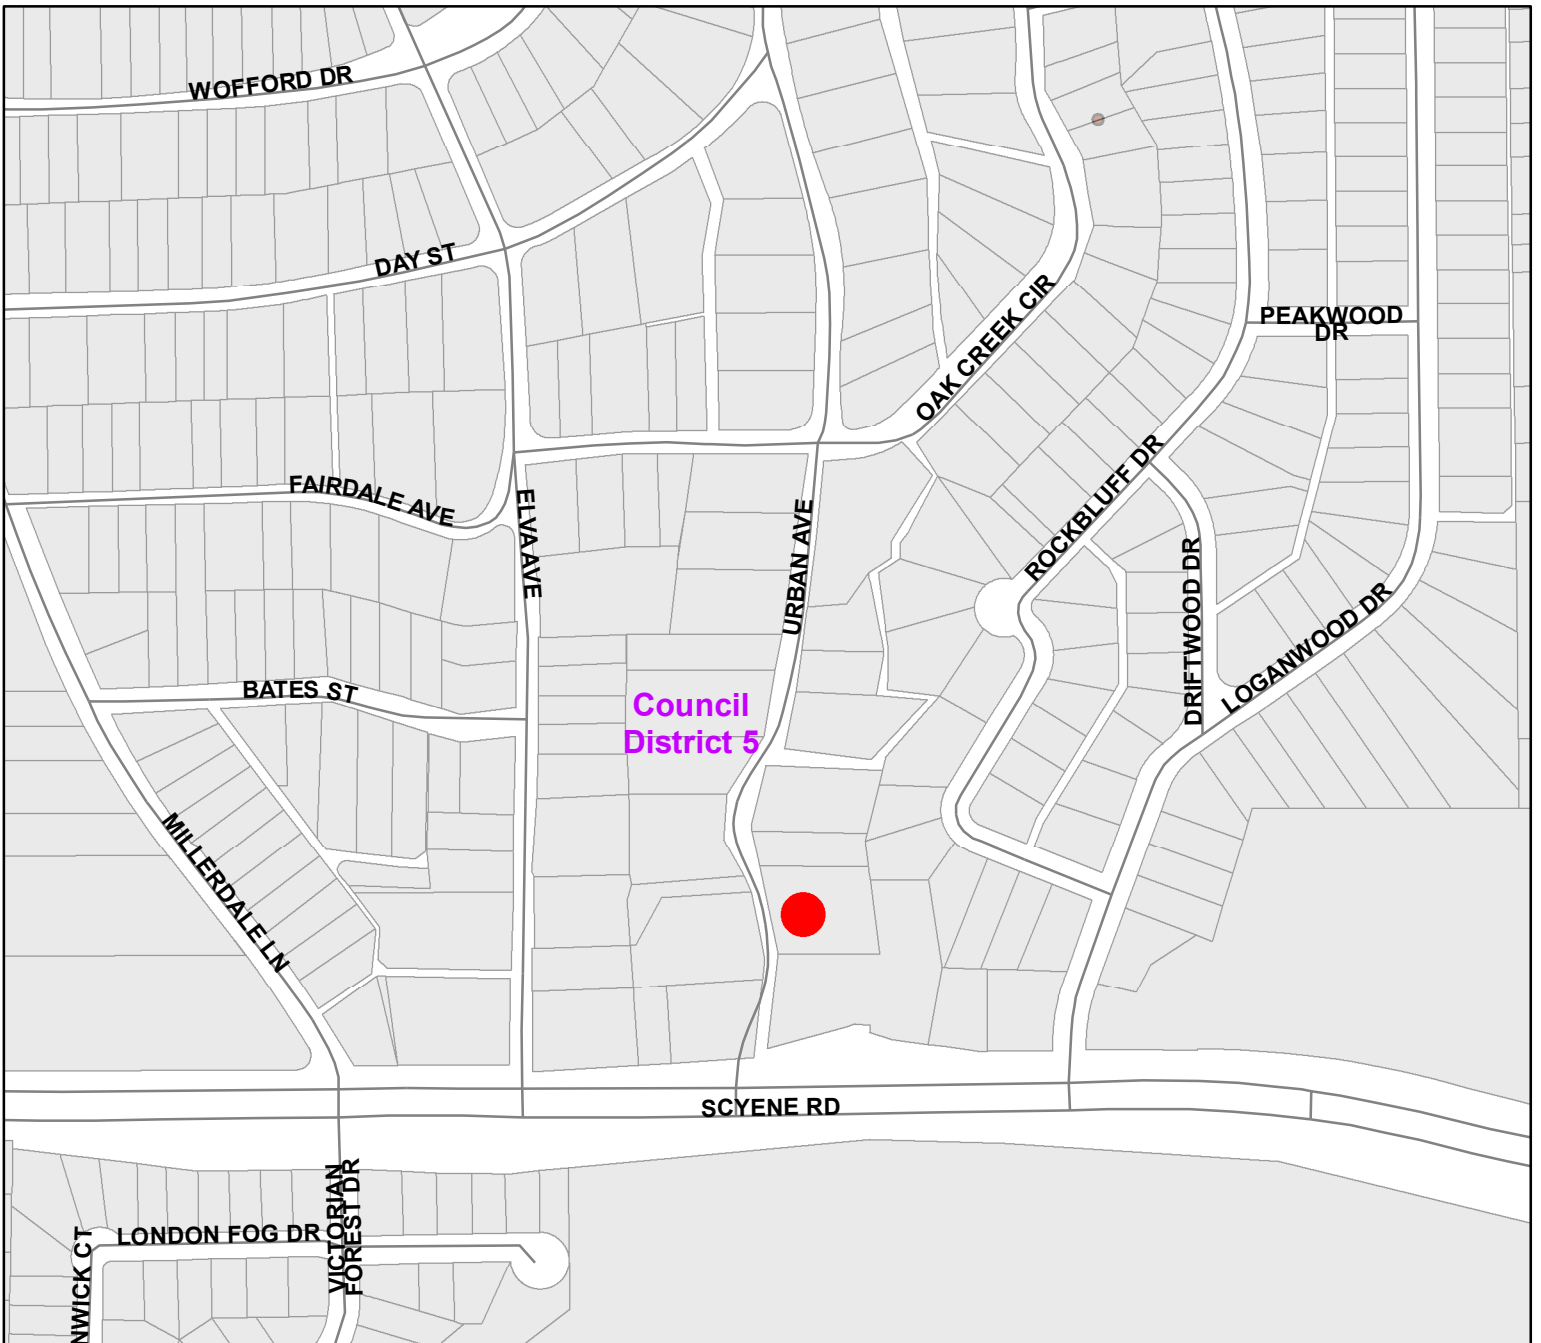 WOFFORD DR
DAY ST
OAK CREEK CIR
PEAKWOOD
DR
FAIRDALE AVE
ELVA AVE
URBAN AVE
ROCKBLUFF DR
DRIFTWOOD DR
LOGANWOOD DR
BATES ST
Council
District 5
MILLERDALE LN
SCYENE RD
VICTORIAN
FOREST DR
LONDON FOG DR
NWICK CT